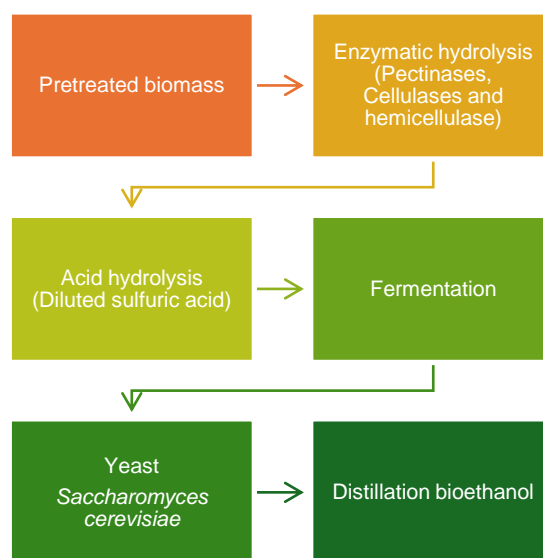 Pretreated biomass
Enzymatic hydrolysis
(Pectinases,
Cellulases and
hemicellulase)
Acid hydrolysis
(Diluted sulfuric acid)
Fermentation
Yeast
Saccharomyces
cerevisiae
Distillation bioethanol